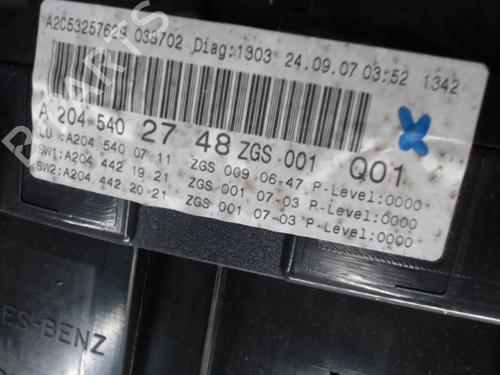 A2C53257629 038702 Diag:1303 24.09.07 03:52 1342
A 204 540 27 48 ZGS 001 Q01
LU :A204 540 07 11 ZGS 009 06-47 P-Level:0000
SW1:A204 442 19 21 ZGS 001 07-03 P-Level:0000
SW2:A204 442 20 21 ZGS 001 07-03 P-Level:0000
ES-BENZ
PARTS